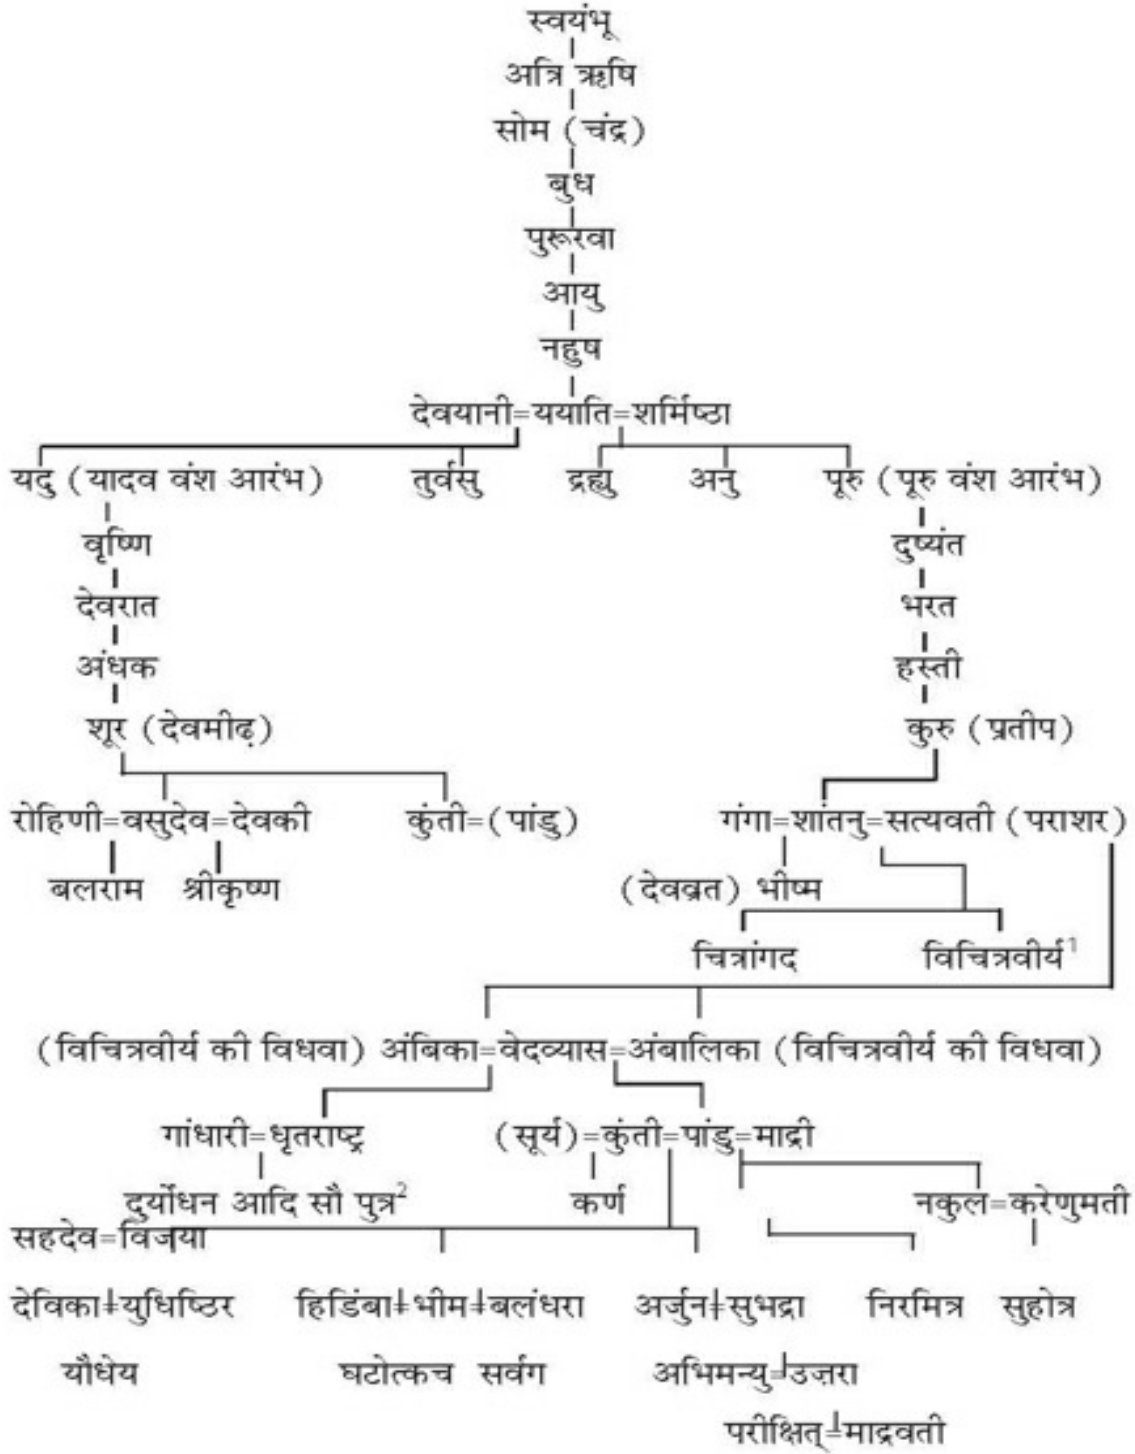 स्वयंभू
अत्रि ऋषि
सोम (चंद्र)
बुध
पुरूरवा
आयु
नहुष
देवयानी=ययाति=शर्मिष्ठा
यदु (यादव वंश आरंभ) तुर्वसु द्रह्यु अनु पूरु (पूरु वंश आरंभ)
वृष्णि दुष्यंत
देवरात भरत
अंधक हस्ती
शूर (देवमीढ़) कुरु (प्रतीप)
रोहिणी=वसुदेव=देवकी कुंती=(पांडु) गंगा=शांतनु=सत्यवती (पराशर)
बलराम श्रीकृष्ण (देवव्रत) भीष्म
चित्रांगद विचित्रवीर्य1
(विचित्रवीर्य की विधवा) अंबिका=वेदव्यास=अंबालिका (विचित्रवीर्य की विधवा)
गांधारी=धृतराष्ट्र (सूर्य)=कुंती=पांडु=माद्री
दुर्योधन आदि सौ पुत्र2 कर्ण नकुल=करेणुमती
सहदेव=विजया
देविका=युधिष्ठिर हिडिंबा=भीम=बलंधरा अर्जुन=सुभद्रा निरमित्र सुहोत्र
यौधेय घटोत्कच सर्वग अभिमन्यु=उज़रा
परीक्षित्=माद्रवती